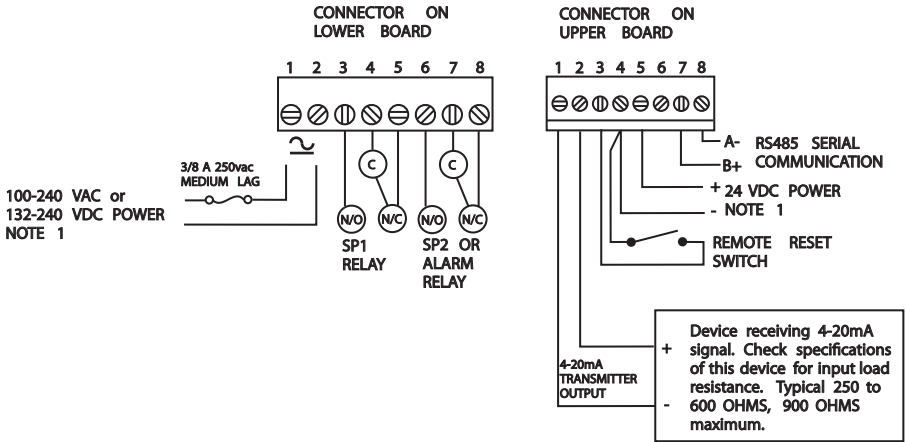 CONNECTOR ON
LOWER BOARD
1 2 3 4 5 6 7 8
3/8 A 250vac
MEDIUM LAG
100-240 VAC or
132-240 VDC POWER
NOTE 1
C
C
N/O
N/C
N/O
N/C
SP1
RELAY
SP2 OR
ALARM
RELAY
CONNECTOR ON
UPPER BOARD
1 2 3 4 5 6 7 8
A-
B+
RS485 SERIAL
COMMUNICATION
+ 24 VDC POWER
- NOTE 1
REMOTE RESET
SWITCH
4-20mA
TRANSMITTER
OUTPUT
+
-
Device receiving 4-20mA
signal. Check specifications
of this device for input load
resistance. Typical 250 to
600 OHMS, 900 OHMS
maximum.